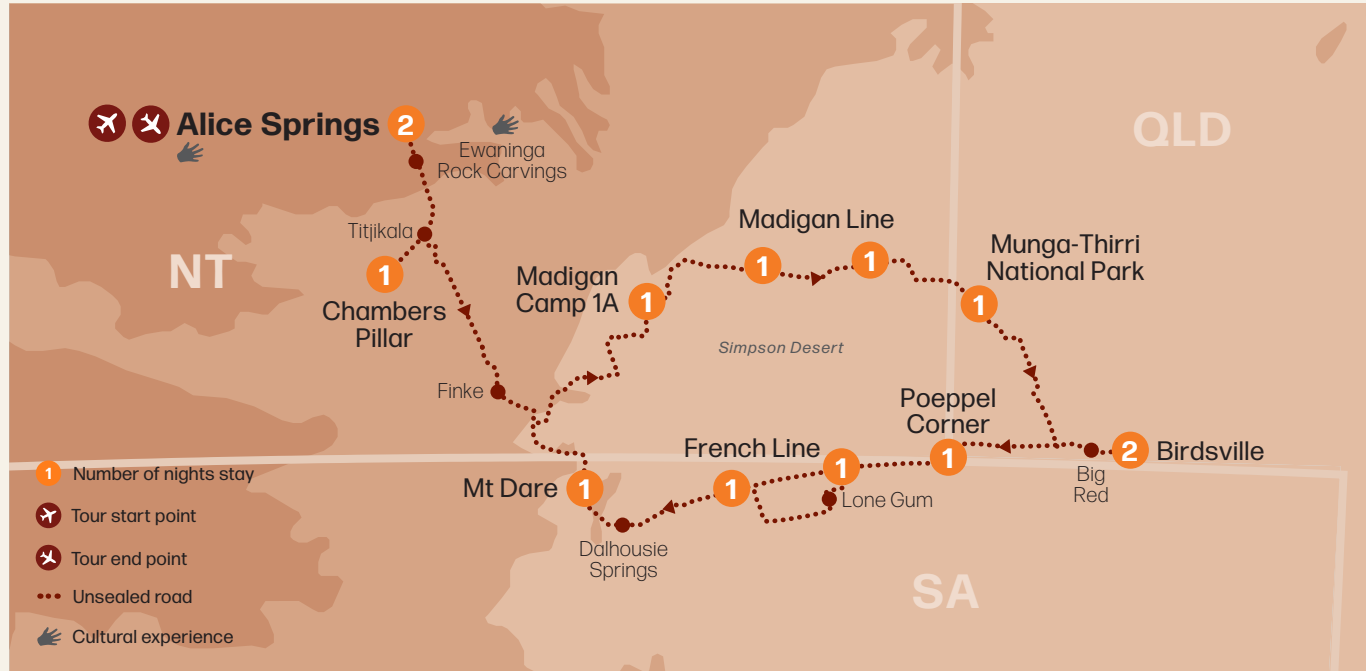 Alice Springs
2
Ewaninga
Rock Carvings
QLD
Titjikala
NT
1
Chambers
Pillar
Madigan
Camp 1A
1
Madigan Line
1
1
Munga-Thirri
National Park
1
Simpson Desert
Finke
Poeppel
Corner
1
French Line
1
1
2
Birdsville
Big
Red
Mt Dare
1
Lone Gum
Dalhousie
Springs
SA
1 Number of nights stay
Tour start point
Tour end point
Unsealed road
Cultural experience